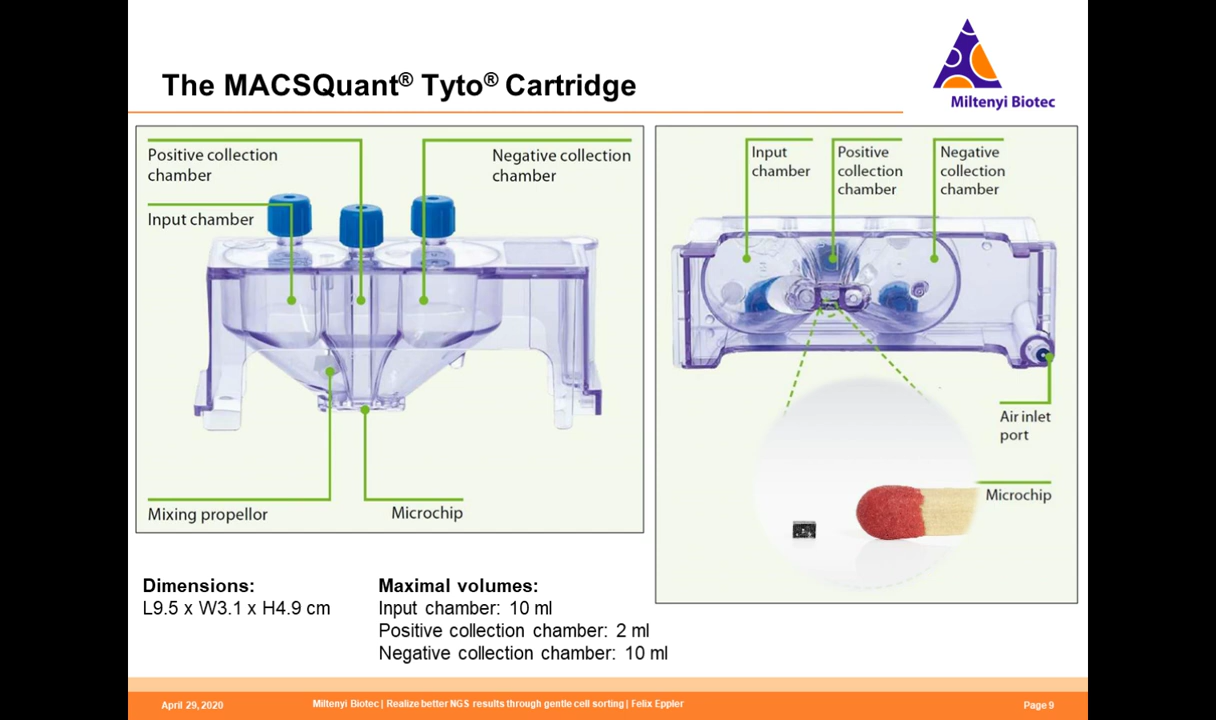 The MACSQuant® Tyto® Cartridge
Miltenyi Biotec
Positive collection
chamber
Negative collection
chamber
Input chamber
Mixing propellor
Microchip
Input
chamber
Positive
collection
chamber
Negative
collection
chamber
Air inlet
port
Microchip
Dimensions:
L9.5 x W3.1 x H4.9 cm
Maximal volumes:
Input chamber: 10 ml
Positive collection chamber: 2 ml
Negative collection chamber: 10 ml
April 29, 2020
Miltenyi Biotec | Realize better NGS results through gentle cell sorting | Felix Eppler
Page 9